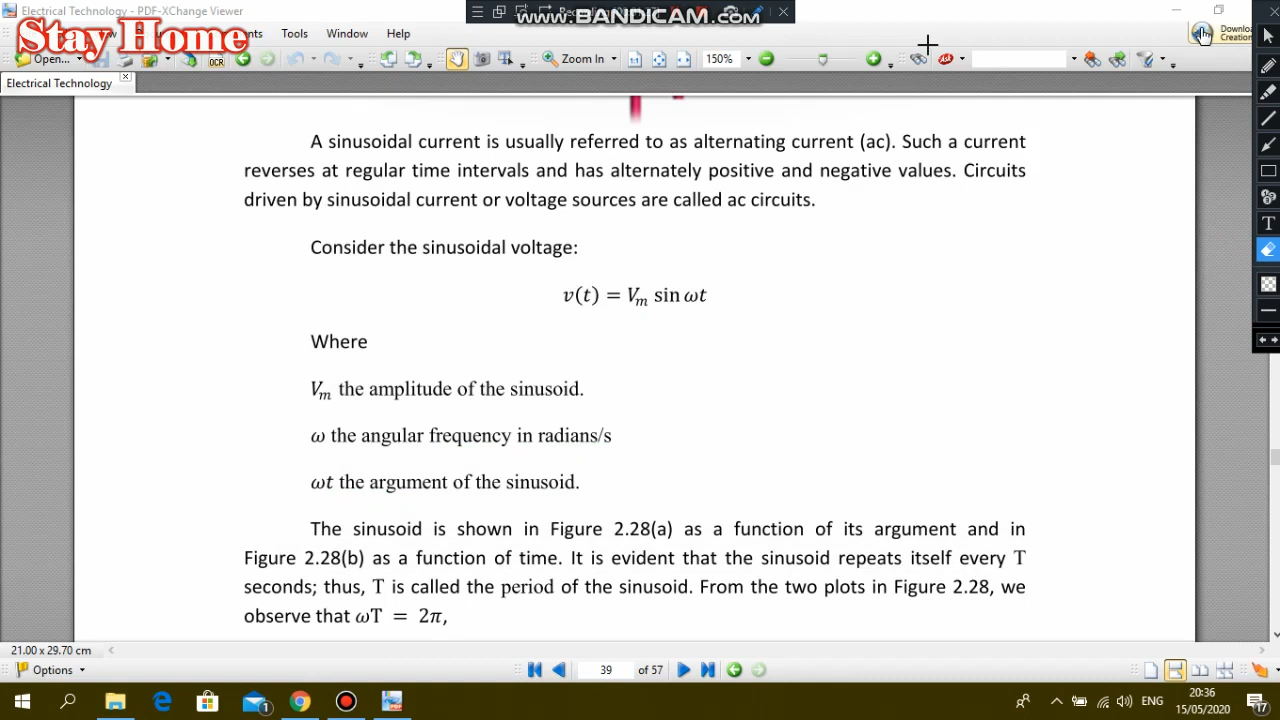 Electrical Technology - PDF-XChange Viewer
www.BANDICAM.com
Stay Home
Tools Window Help
Open...
OCR
Zoom In
150%
Electrical Technology
A sinusoidal current is usually referred to as alternating current (ac). Such a current
reverses at regular time intervals and has alternately positive and negative values. Circuits
driven by sinusoidal current or voltage sources are called ac circuits.
Consider the sinusoidal voltage:
v(t) = Vₘ sin ωt
Where
Vₘ the amplitude of the sinusoid.
ω the angular frequency in radians/s
ωt the argument of the sinusoid.
The sinusoid is shown in Figure 2.28(a) as a function of its argument and in
Figure 2.28(b) as a function of time. It is evident that the sinusoid repeats itself every T
seconds; thus, T is called the period of the sinusoid. From the two plots in Figure 2.28, we
observe that ωT = 2π,
21.00 x 29.70 cm
Options
39 of 57
ENG
20:36
15/05/2020
17